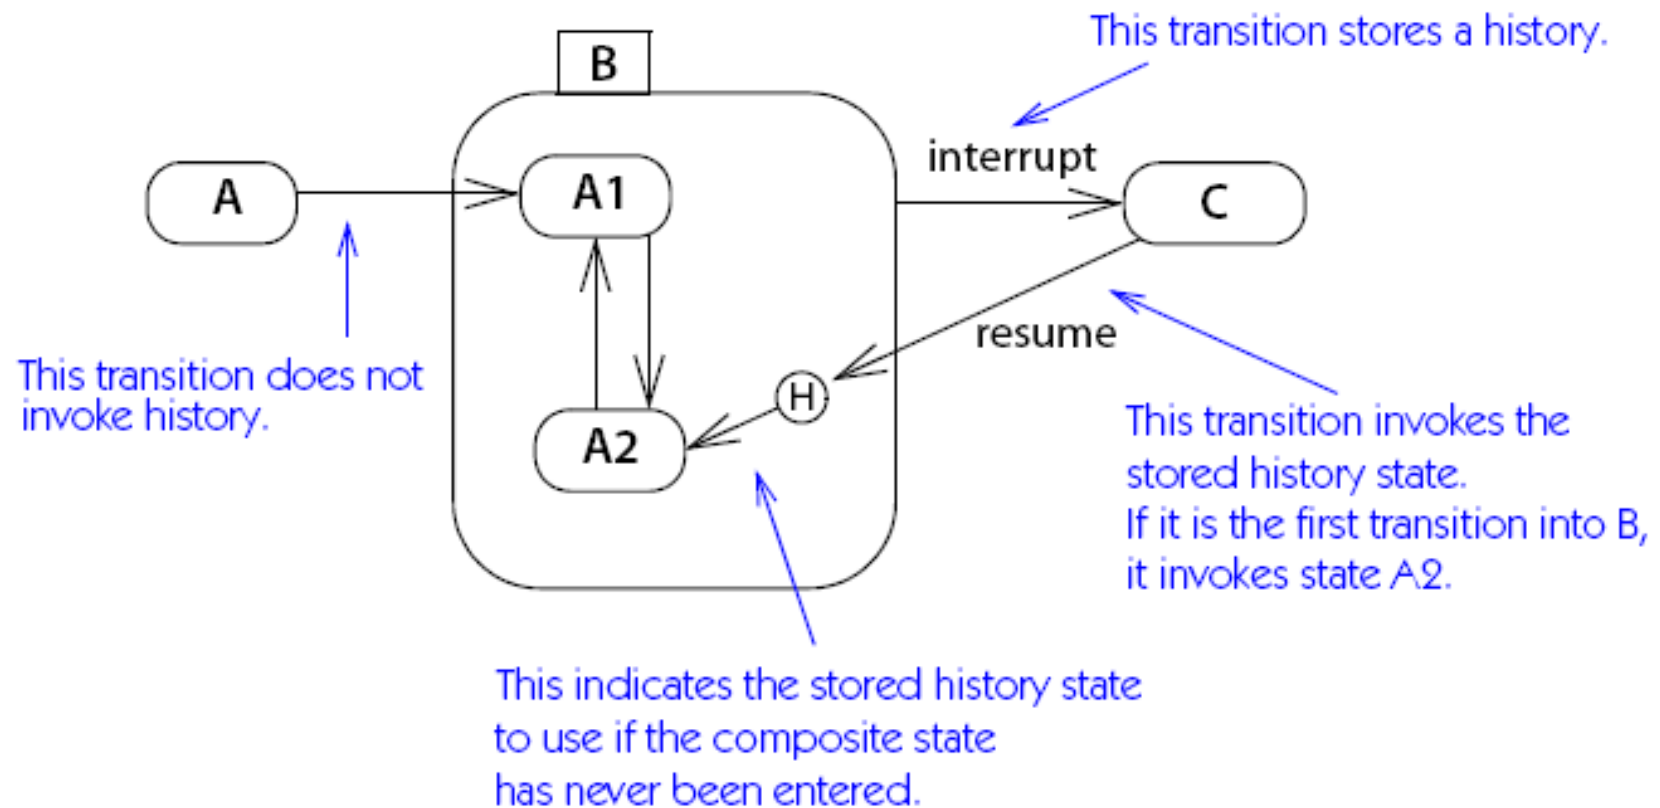 This transition stores a history.
B
interrupt
A
A1
C
resume
This transition does not
invoke history.
H
A2
This transition invokes the
stored history state.
If it is the first transition into B,
it invokes state A2.
This indicates the stored history state
to use if the composite state
has never been entered.